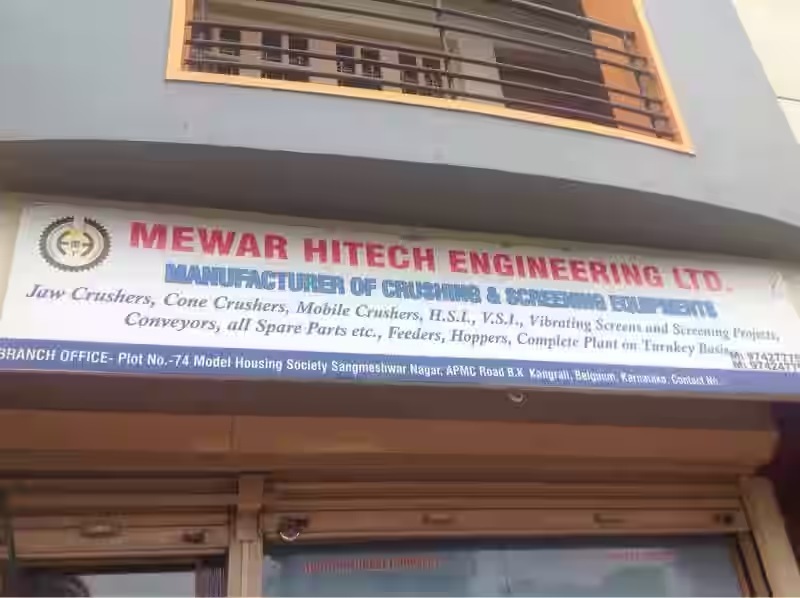 MEWAR HITECH ENGINEERING LTD.
MANUFACTURER OF CRUSHING & SCREENING EQUIPMENTS
Jaw Crushers, Cone Crushers, Mobile Crushers, H.S.I., V.S.I., Vibrating Screens and Screening Projects,
Conveyors, all Spare Parts etc., Feeders, Hoppers, Complete Plant on Turnkey Basis
BRANCH OFFICE- Plot No.-74 Model Housing Society Sangmeshwar Nagar, APMC Road B.K Kangrali, Belgaum, Karnataka. Contact No.